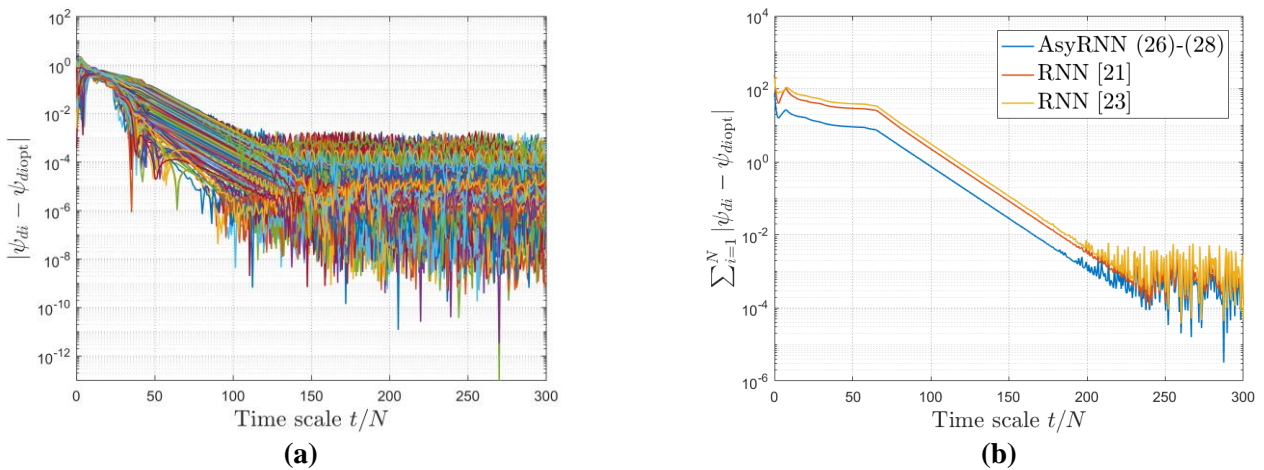 10^2
10^0
10^-2
10^-4
10^-6
10^-8
10^-10
10^-12
|ψ_di − ψ_diopt|
0 50 100 150 200 250 300
Time scale t/N
(a)
10^4
10^2
10^0
10^-2
10^-4
10^-6
∑_{i=1}^N |ψ_di − ψ_diopt|
AsyRNN (26)-(28)
RNN [21]
RNN [23]
0 50 100 150 200 250 300
Time scale t/N
(b)